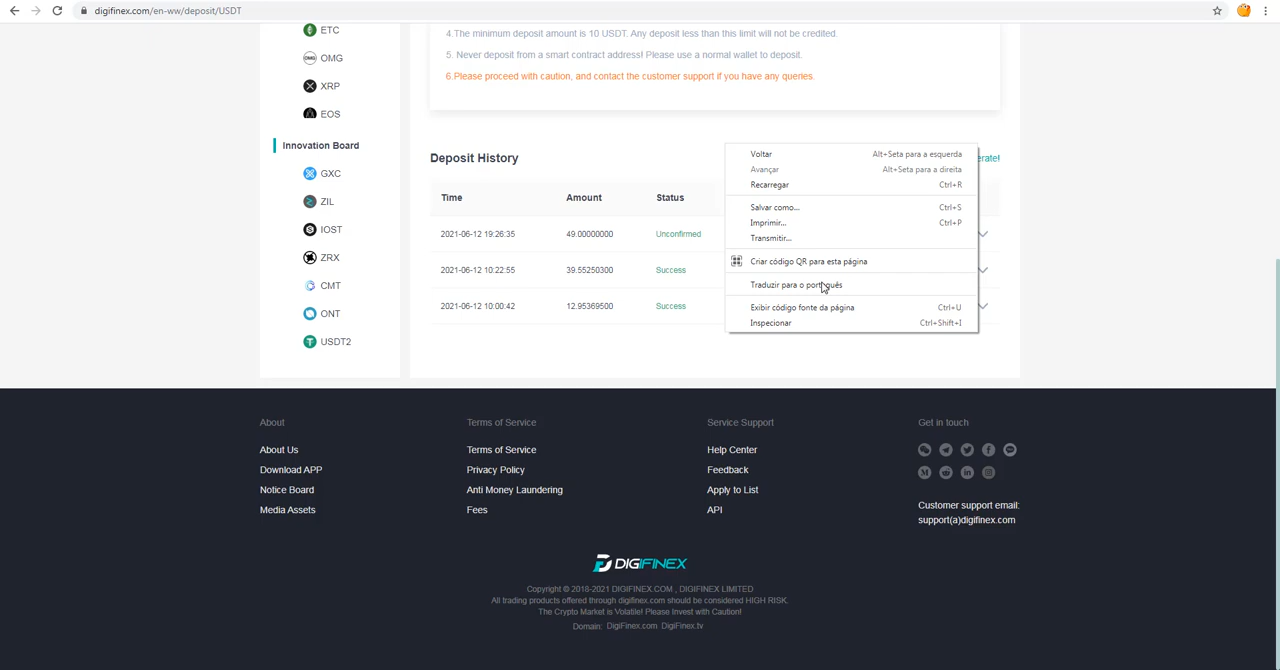 digifinex.com/en-ww/deposit/USDT
ETC
OMG
XRP
EOS
Innovation Board
GXC
ZIL
IOST
ZRX
CMT
ONT
USDT2
4.The minimum deposit amount is 10 USDT. Any deposit less than this limit will not be credited.
5. Never deposit from a smart contract address! Please use a normal wallet to deposit.
6.Please proceed with caution, and contact the customer support if you have any queries.
Deposit History
Time Amount Status
2021-06-12 19:26:35 49.00000000 Unconfirmed
2021-06-12 10:22:55 39.55250300 Success
2021-06-12 10:00:42 12.95369500 Success
Voltar Alt+Seta para a esquerda
Avançar Alt+Seta para a direita
Recarregar Ctrl+R
Salvar como... Ctrl+S
Imprimir... Ctrl+P
Transmitir...
Criar código QR para esta página
Traduzir para o português
Exibir código fonte da página Ctrl+U
Inspecionar Ctrl+Shift+I
About
About Us
Download APP
Notice Board
Media Assets
Terms of Service
Terms of Service
Privacy Policy
Anti Money Laundering
Fees
Service Support
Help Center
Feedback
Apply to List
API
Get in touch
Customer support email:
support(a)digifinex.com
DIGIFINEX
Copyright © 2018-2021 DIGIFINEX.COM , DIGIFINEX LIMITED
All trading products offered through digifinex.com should be considered HIGH RISK.
The Crypto Market is Volatile! Please Invest with Caution!
Domain: DigiFinex.com DigiFinex.tv